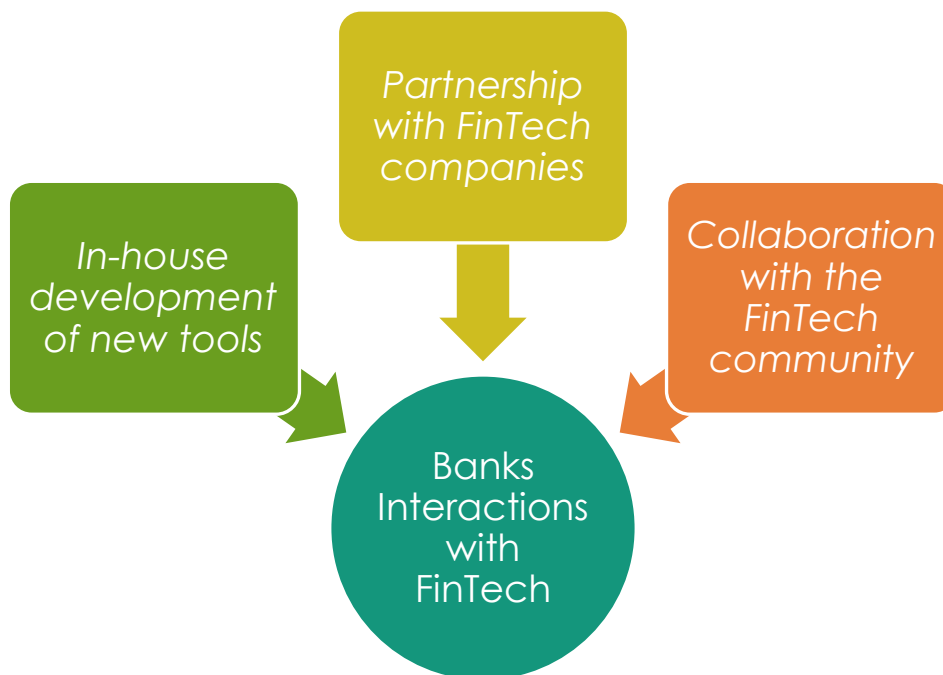 Partnership
with FinTech
companies
In-house
development
of new tools
Collaboration
with the
FinTech
community
Banks
Interactions
with
FinTech